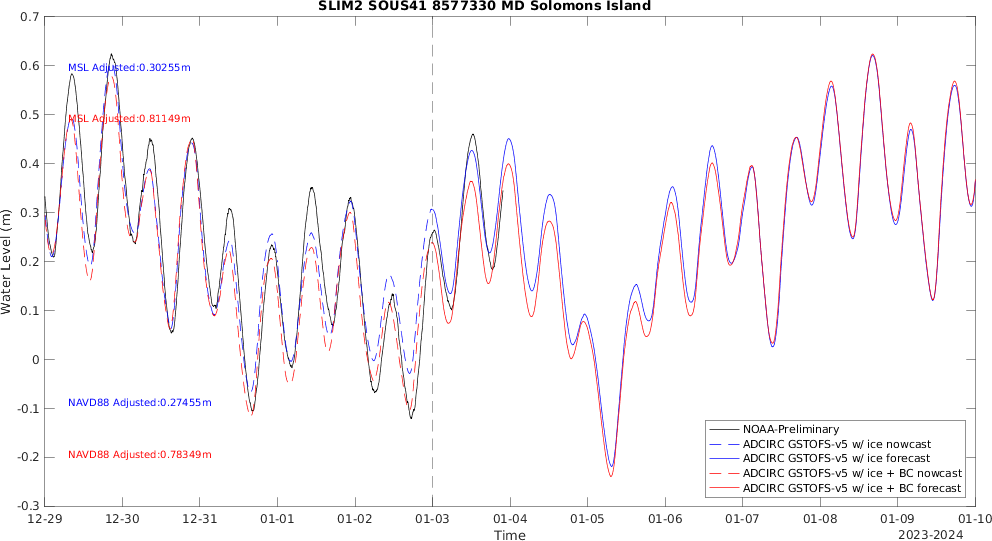 SLIM2 SOUS41 8577330 MD Solomons Island
0.7
0.6
0.5
0.4
0.3
0.2
0.1
0
-0.1
-0.2
-0.3
Water Level (m)
MSL Adjusted:0.30255m
MSL Adjusted:0.81149m
NAVD88 Adjusted:0.27455m
NAVD88 Adjusted:0.78349m
NOAA-Preliminary
ADCIRC GSTOFS-v5 w/ ice nowcast
ADCIRC GSTOFS-v5 w/ ice forecast
ADCIRC GSTOFS-v5 w/ ice + BC nowcast
ADCIRC GSTOFS-v5 w/ ice + BC forecast
12-29 12-30 12-31 01-01 01-02 01-03 01-04 01-05 01-06 01-07 01-08 01-09 01-10
Time
2023-2024